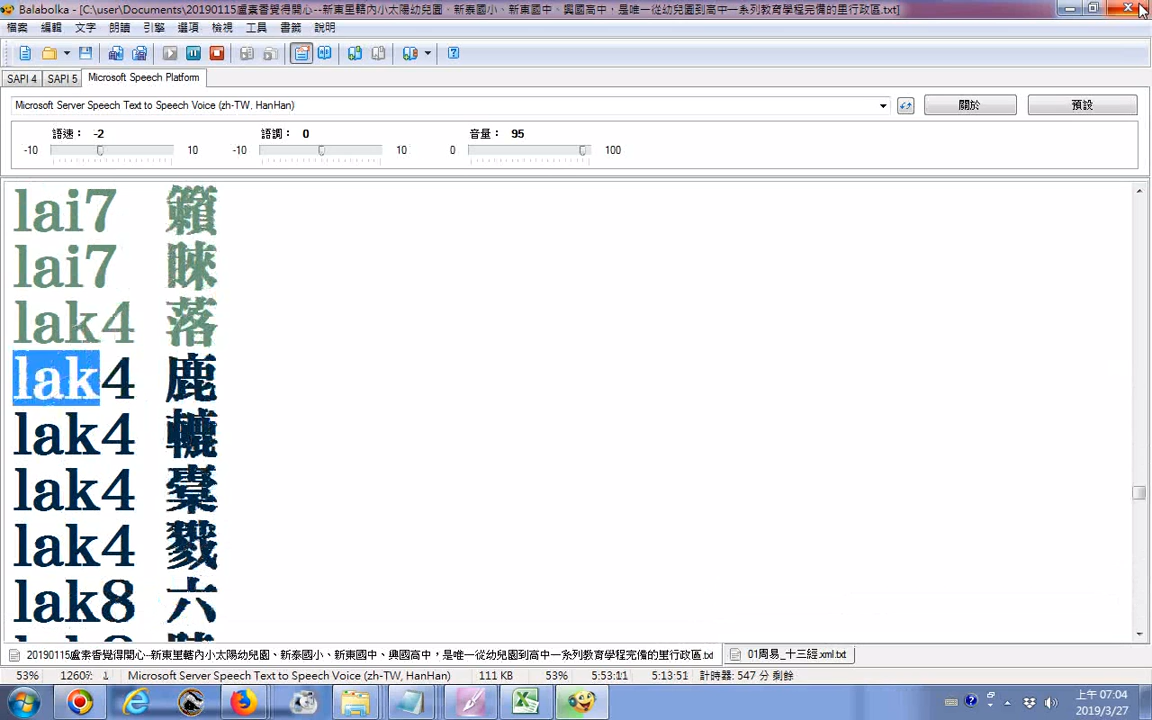 Balabolka - [C:\user\Documents\20190115盧素香覺得開心--新東里轄內小太陽幼兒園、新泰國小、新東國中、興國高中，是唯一從幼兒園到高中一系列教育學程完備的里行政區.txt]
檔案 編輯 文字 朗讀 引擎 選項 檢視 工具 書籤 說明
SAPI 4 SAPI 5 Microsoft Speech Platform
Microsoft Server Speech Text to Speech Voice (zh-TW, HanHan) 關於 預設
語速： -2 語調： 0 音量： 95
-10 10 -10 10 0 100
lai7 籟
lai7 睞
lak4 落
lak4 鹿
lak4 轆
lak4
lak4
lak8 六
20190115盧素香覺得開心--新東里轄內小太陽幼兒園、新泰國小、新東國中、興國高中，是唯一從幼兒園到高中一系列教育學程完備的里行政區.txt 01周易_十三經.xml.txt
53% Microsoft Server Speech Text to Speech Voice (zh-TW, HanHan) 111 KB 53% 5:53:11 5:13:51 計時器: 547 分 剩餘
上午 07:04
2019/3/27